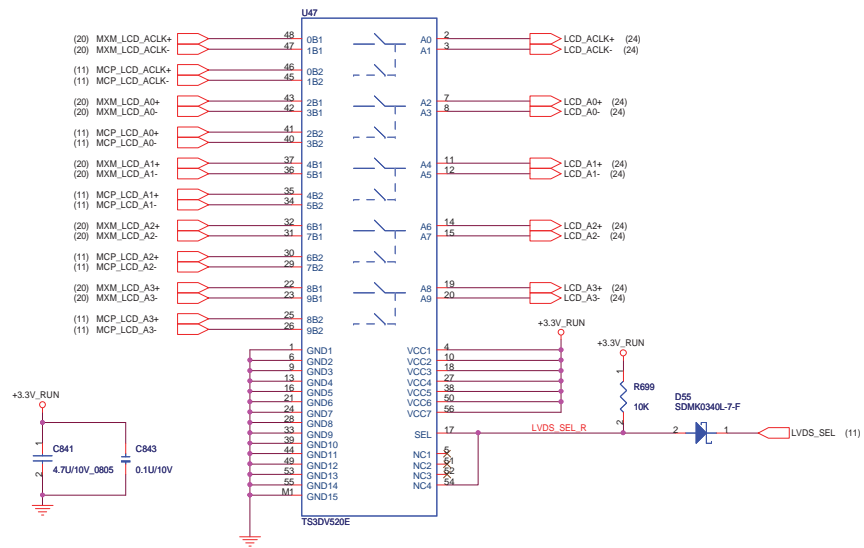 U47
(20) MXM_LCD_ACLK+ 48 0B1 A0 2 LCD_ACLK+ (24)
(20) MXM_LCD_ACLK- 47 1B1 A1 3 LCD_ACLK- (24)
(11) MCP_LCD_ACLK+ 46 0B2
(11) MCP_LCD_ACLK- 45 1B2
(20) MXM_LCD_A0+ 43 2B1 A2 7 LCD_A0+ (24)
(20) MXM_LCD_A0- 42 3B1 A3 8 LCD_A0- (24)
(11) MCP_LCD_A0+ 41 2B2
(11) MCP_LCD_A0- 40 3B2
(20) MXM_LCD_A1+ 37 4B1 A4 11 LCD_A1+ (24)
(20) MXM_LCD_A1- 36 5B1 A5 12 LCD_A1- (24)
(11) MCP_LCD_A1+ 35 4B2
(11) MCP_LCD_A1- 34 5B2
(20) MXM_LCD_A2+ 32 6B1 A6 14 LCD_A2+ (24)
(20) MXM_LCD_A2- 31 7B1 A7 15 LCD_A2- (24)
(11) MCP_LCD_A2+ 30 6B2
(11) MCP_LCD_A2- 29 7B2
(20) MXM_LCD_A3+ 22 8B1 A8 19 LCD_A3+ (24)
(20) MXM_LCD_A3- 23 9B1 A9 20 LCD_A3- (24)
(11) MCP_LCD_A3+ 25 8B2
(11) MCP_LCD_A3- 26 9B2
+3.3V_RUN
+3.3V_RUN
1 GND1 VCC1 4
6 GND2 VCC2 10
9 GND3 VCC3 18
13 GND4 VCC4 27
16 GND5 VCC5 38
21 GND6 VCC6 50
24 GND7 VCC7 56
28 GND8
33 GND9 SEL 17 LVDS_SEL_R
39 GND10
44 GND11 NC1 5
49 GND12 NC2 51
53 GND13 NC3 52
55 GND14 NC4 54
M1 GND15
TS3DV520E
1
R699
10K
2
D55
SDMK0340L-7-F
2 1 LVDS_SEL (11)
+3.3V_RUN
1
C841
4.7U/10V_0805
2
C843
0.1U/10V